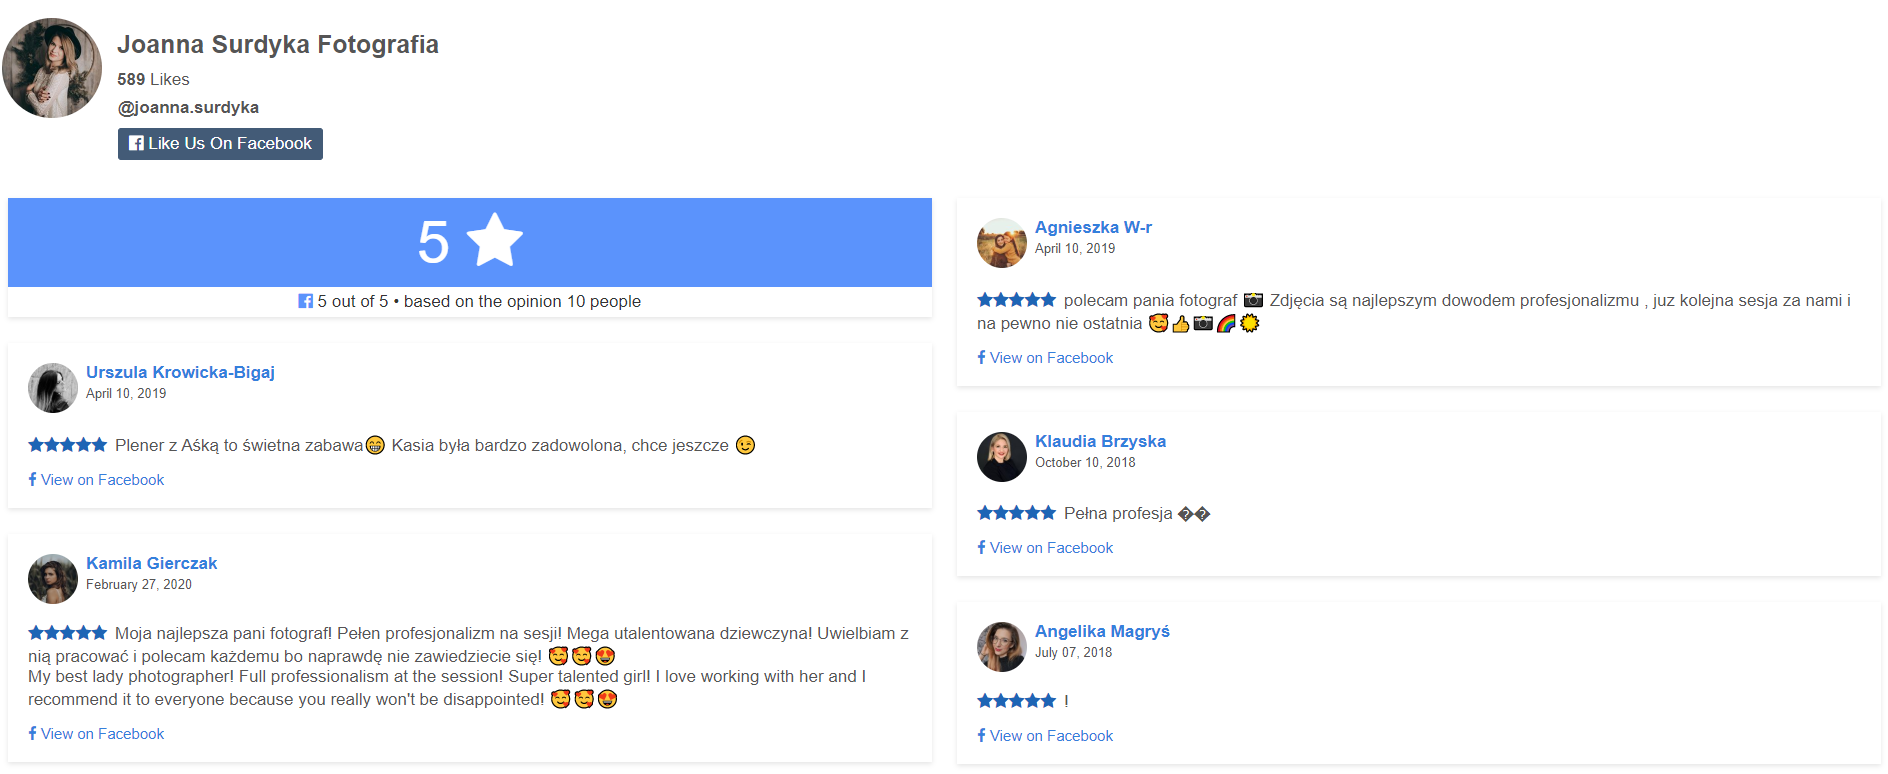 Joanna Surdyka Fotografia
589 Likes
@joanna.surdyka
Like Us On Facebook
5
5 out of 5 • based on the opinion 10 people
Urszula Krowicka-Bigaj
April 10, 2019
Plener z Aśką to świetna zabawa😁 Kasia była bardzo zadowolona, chce jeszcze 😉
View on Facebook
Kamila Gierczak
February 27, 2020
Moja najlepsza pani fotograf! Pełen profesjonalizm na sesji! Mega utalentowana dziewczyna! Uwielbiam z
nią pracować i polecam każdemu bo naprawdę nie zawiedziecie się! 🥰🥰😍
My best lady photographer! Full professionalism at the session! Super talented girl! I love working with her and I
recommend it to everyone because you really won't be disappointed! 🥰🥰😍
View on Facebook
Agnieszka W-r
April 10, 2019
polecam pania fotograf 📸 Zdjęcia są najlepszym dowodem profesjonalizmu , juz kolejna sesja za nami i
na pewno nie ostatnia 🥰👍📸🌈🌞
View on Facebook
Klaudia Brzyska
October 10, 2018
Pełna profesja ��
View on Facebook
Angelika Magryś
July 07, 2018
!
View on Facebook